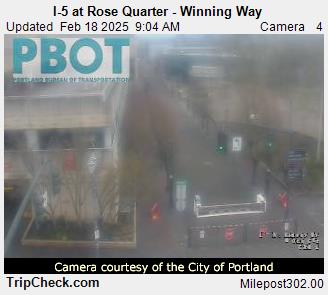 I-5 at Rose Quarter - Winning Way
Updated Feb 18 2025 9:04 AM Camera 4
PBOT
PORTLAND BUREAU OF TRANSPORTATION
Camera courtesy of the City of Portland
TripCheck.com Milepost302.00